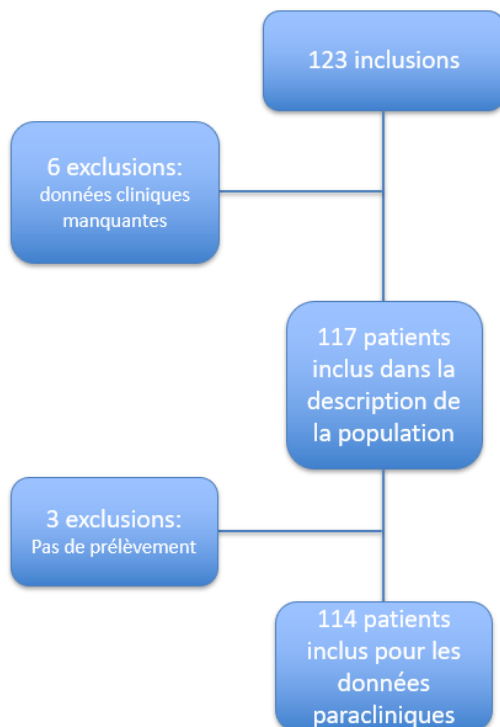 123 inclusions
6 exclusions:
données cliniques
manquantes
117 patients
inclus dans la
description de
la population
3 exclusions:
Pas de prélèvement
114 patients
inclus pour les
données
paracliniques